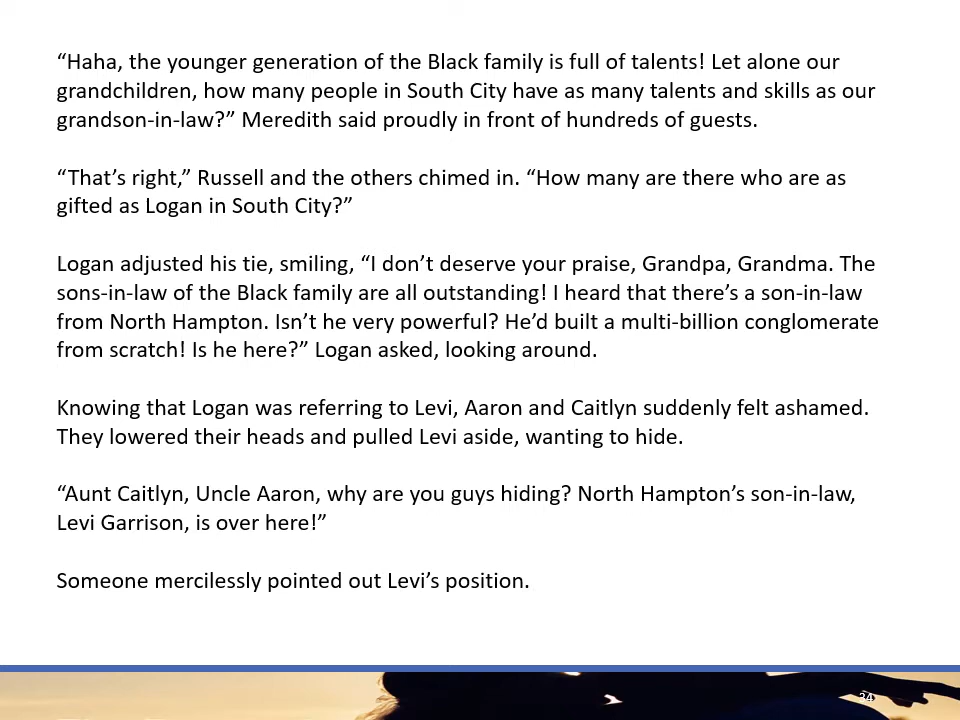 “Haha, the younger generation of the Black family is full of talents! Let alone our
grandchildren, how many people in South City have as many talents and skills as our
grandson-in-law?” Meredith said proudly in front of hundreds of guests.
“That’s right,” Russell and the others chimed in. “How many are there who are as
gifted as Logan in South City?”
Logan adjusted his tie, smiling, “I don’t deserve your praise, Grandpa, Grandma. The
sons-in-law of the Black family are all outstanding! I heard that there’s a son-in-law
from North Hampton. Isn’t he very powerful? He’d built a multi-billion conglomerate
from scratch! Is he here?” Logan asked, looking around.
Knowing that Logan was referring to Levi, Aaron and Caitlyn suddenly felt ashamed.
They lowered their heads and pulled Levi aside, wanting to hide.
“Aunt Caitlyn, Uncle Aaron, why are you guys hiding? North Hampton’s son-in-law,
Levi Garrison, is over here!”
Someone mercilessly pointed out Levi’s position.
34